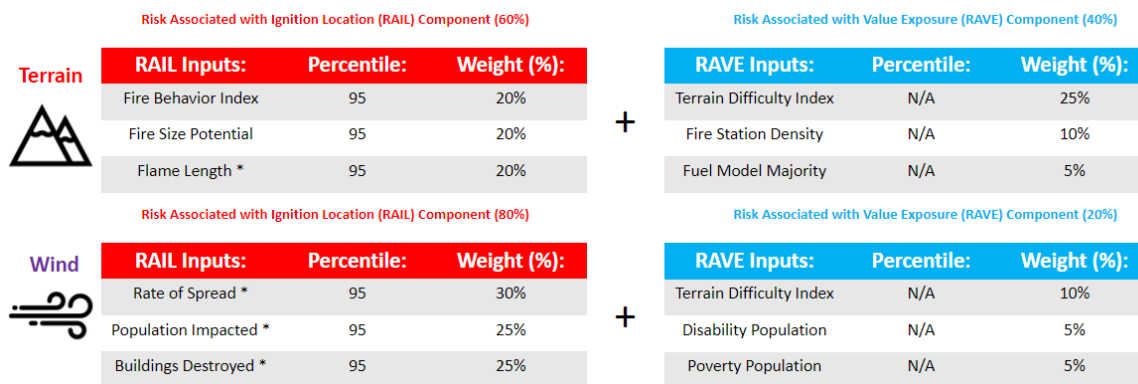 Risk Associated with Ignition Location (RAIL) Component (60%)
Risk Associated with Value Exposure (RAVE) Component (40%)
Terrain
RAIL Inputs: Percentile: Weight (%):
Fire Behavior Index 95 20%
Fire Size Potential 95 20%
Flame Length * 95 20%
+
RAVE Inputs: Percentile: Weight (%):
Terrain Difficulty Index N/A 25%
Fire Station Density N/A 10%
Fuel Model Majority N/A 5%
Risk Associated with Ignition Location (RAIL) Component (80%)
Risk Associated with Value Exposure (RAVE) Component (20%)
Wind
RAIL Inputs: Percentile: Weight (%):
Rate of Spread * 95 30%
Population Impacted * 95 25%
Buildings Destroyed * 95 25%
+
RAVE Inputs: Percentile: Weight (%):
Terrain Difficulty Index N/A 10%
Disability Population N/A 5%
Poverty Population N/A 5%